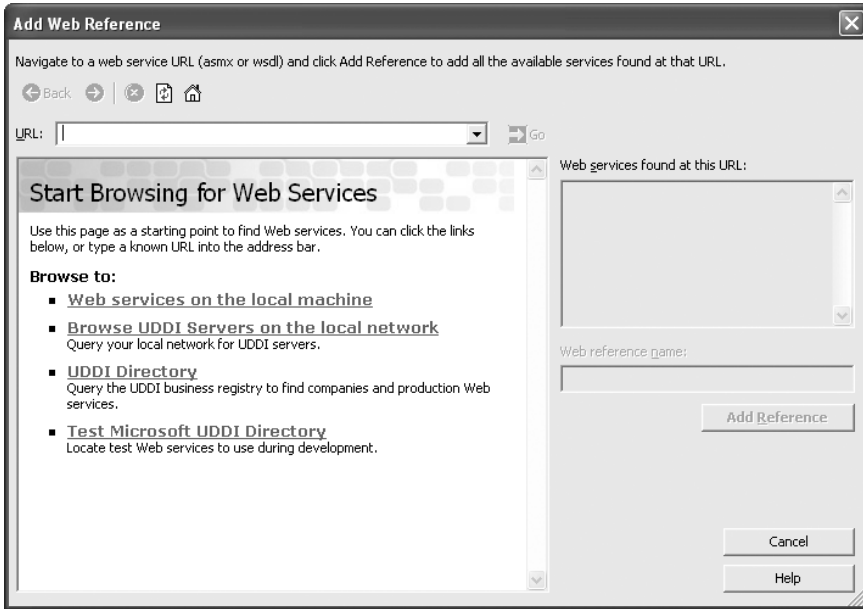 Add Web Reference
Navigate to a web service URL (asmx or wsdl) and click Add Reference to add all the available services found at that URL.
Back
URL:
Go
Start Browsing for Web Services
Use this page as a starting point to find Web services. You can click the links
below, or type a known URL into the address bar.
Browse to:
Web services on the local machine
Browse UDDI Servers on the local network
Query your local network for UDDI servers.
UDDI Directory
Query the UDDI business registry to find companies and production Web
services.
Test Microsoft UDDI Directory
Locate test Web services to use during development.
Web services found at this URL:
Web reference name:
Add Reference
Cancel
Help